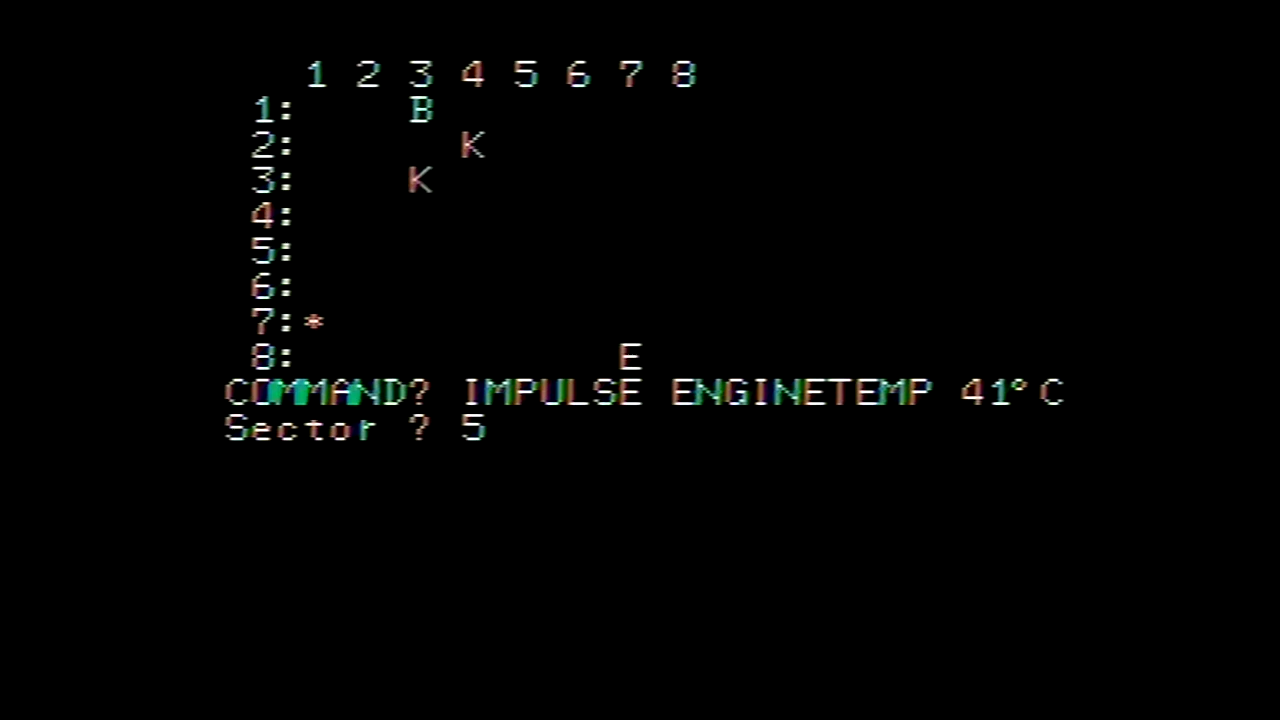 1 2 3 4 5 6 7 8
1: B
2: K
3: K
4:
5:
6:
7:*
8: E
COMMAND? IMPULSE ENGINETEMP 41°C
Sector ? 5